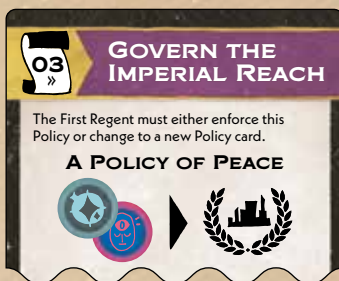 03
»
GOVERN THE
IMPERIAL REACH
The First Regent must either enforce this
Policy or change to a new Policy card.
A POLICY OF PEACE